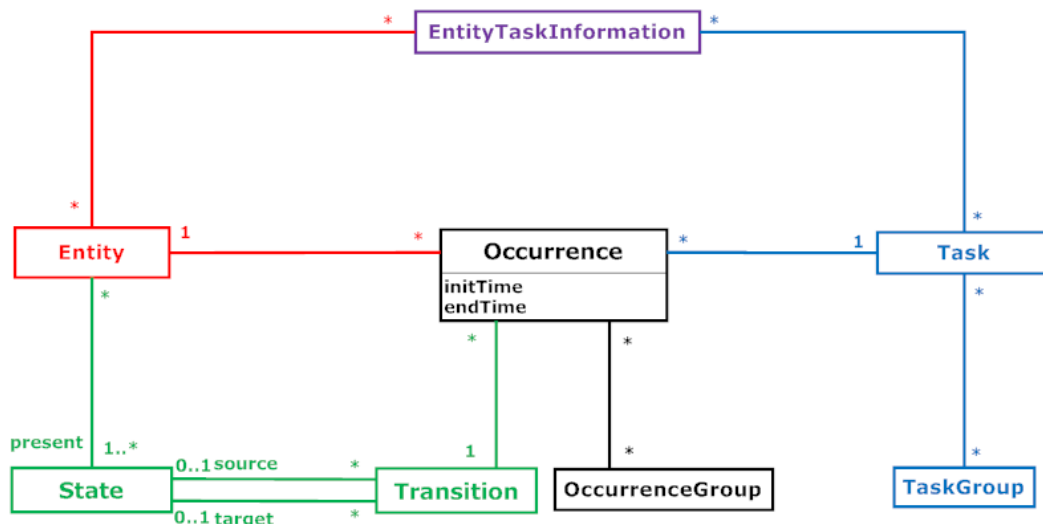 * EntityTaskInformation *
* *
1 * Occurrence * 1
Entity Task
initTime
endTime
* * * *
present 1..* 1 * *
0..1 source *
State Transition OccurrenceGroup TaskGroup
0..1 target *